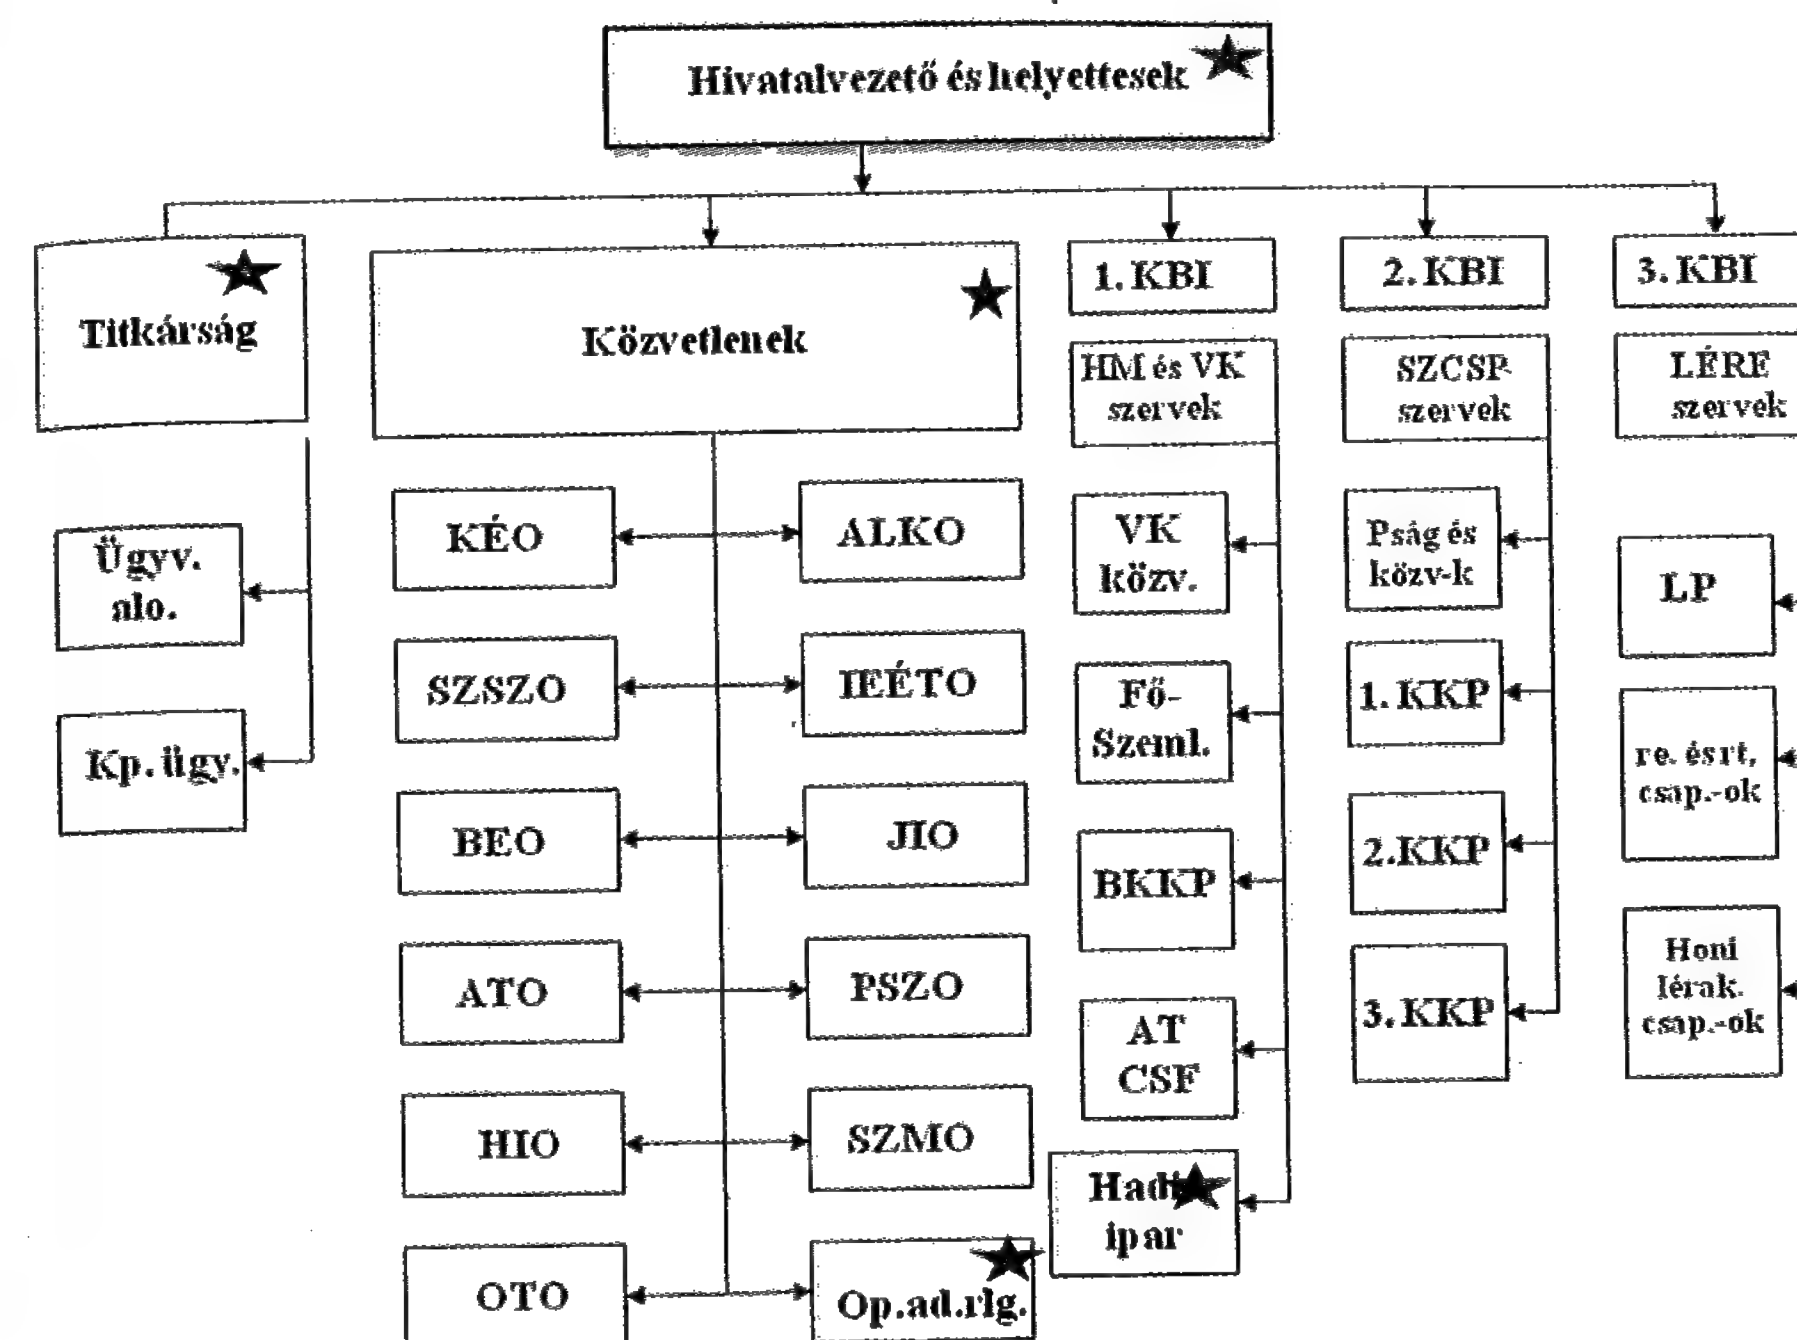 Hivatalvezető és helyettesek
Titkárság
Ügyv.
alo.
Kp. ügy.
Közvetlenek
KÉO
ALKO
SZSZO
IEÉTO
BEO
JIO
ATO
PSZO
HIO
SZMO
OTO
Op.ad.rlg.
1. KBI
HM és VK
szervek
VK
közv.
Fő-
Szeml.
BKKP
AT
CSF
ipar
2. KBI
SZCSP
szervek
Pság és
közv-k
1. KKP
2.KKP
3. KKP
3. KBI
LÉRE
szervek
LP
re. és rt,
csap.-ok
Honi
lérak.
csap.-ok